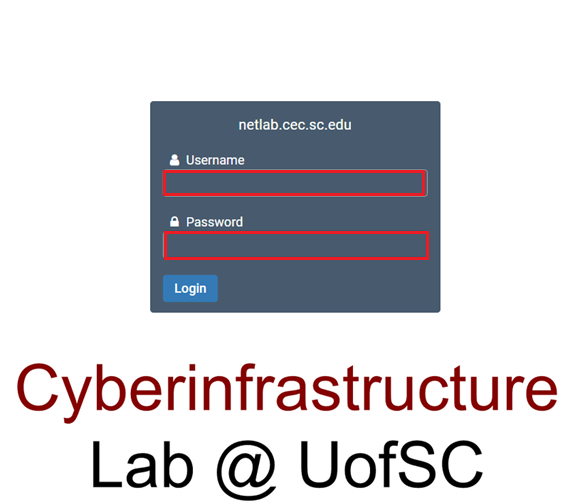 netlab.cec.sc.edu
Username
Password
Login
Cyberinfrastructure
Lab @ UofSC